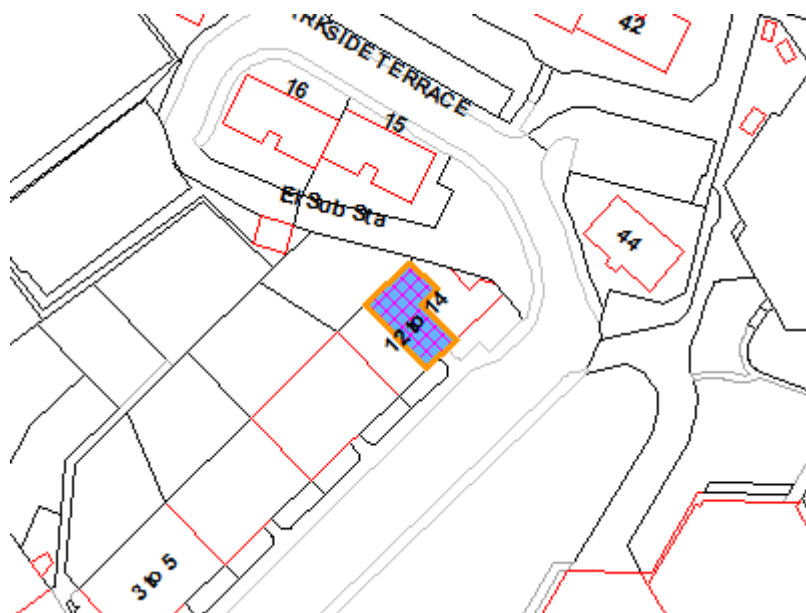 42
RKSIDE TERRACE
16
15
El Sub Sta
44
12 to 14
3 to 5